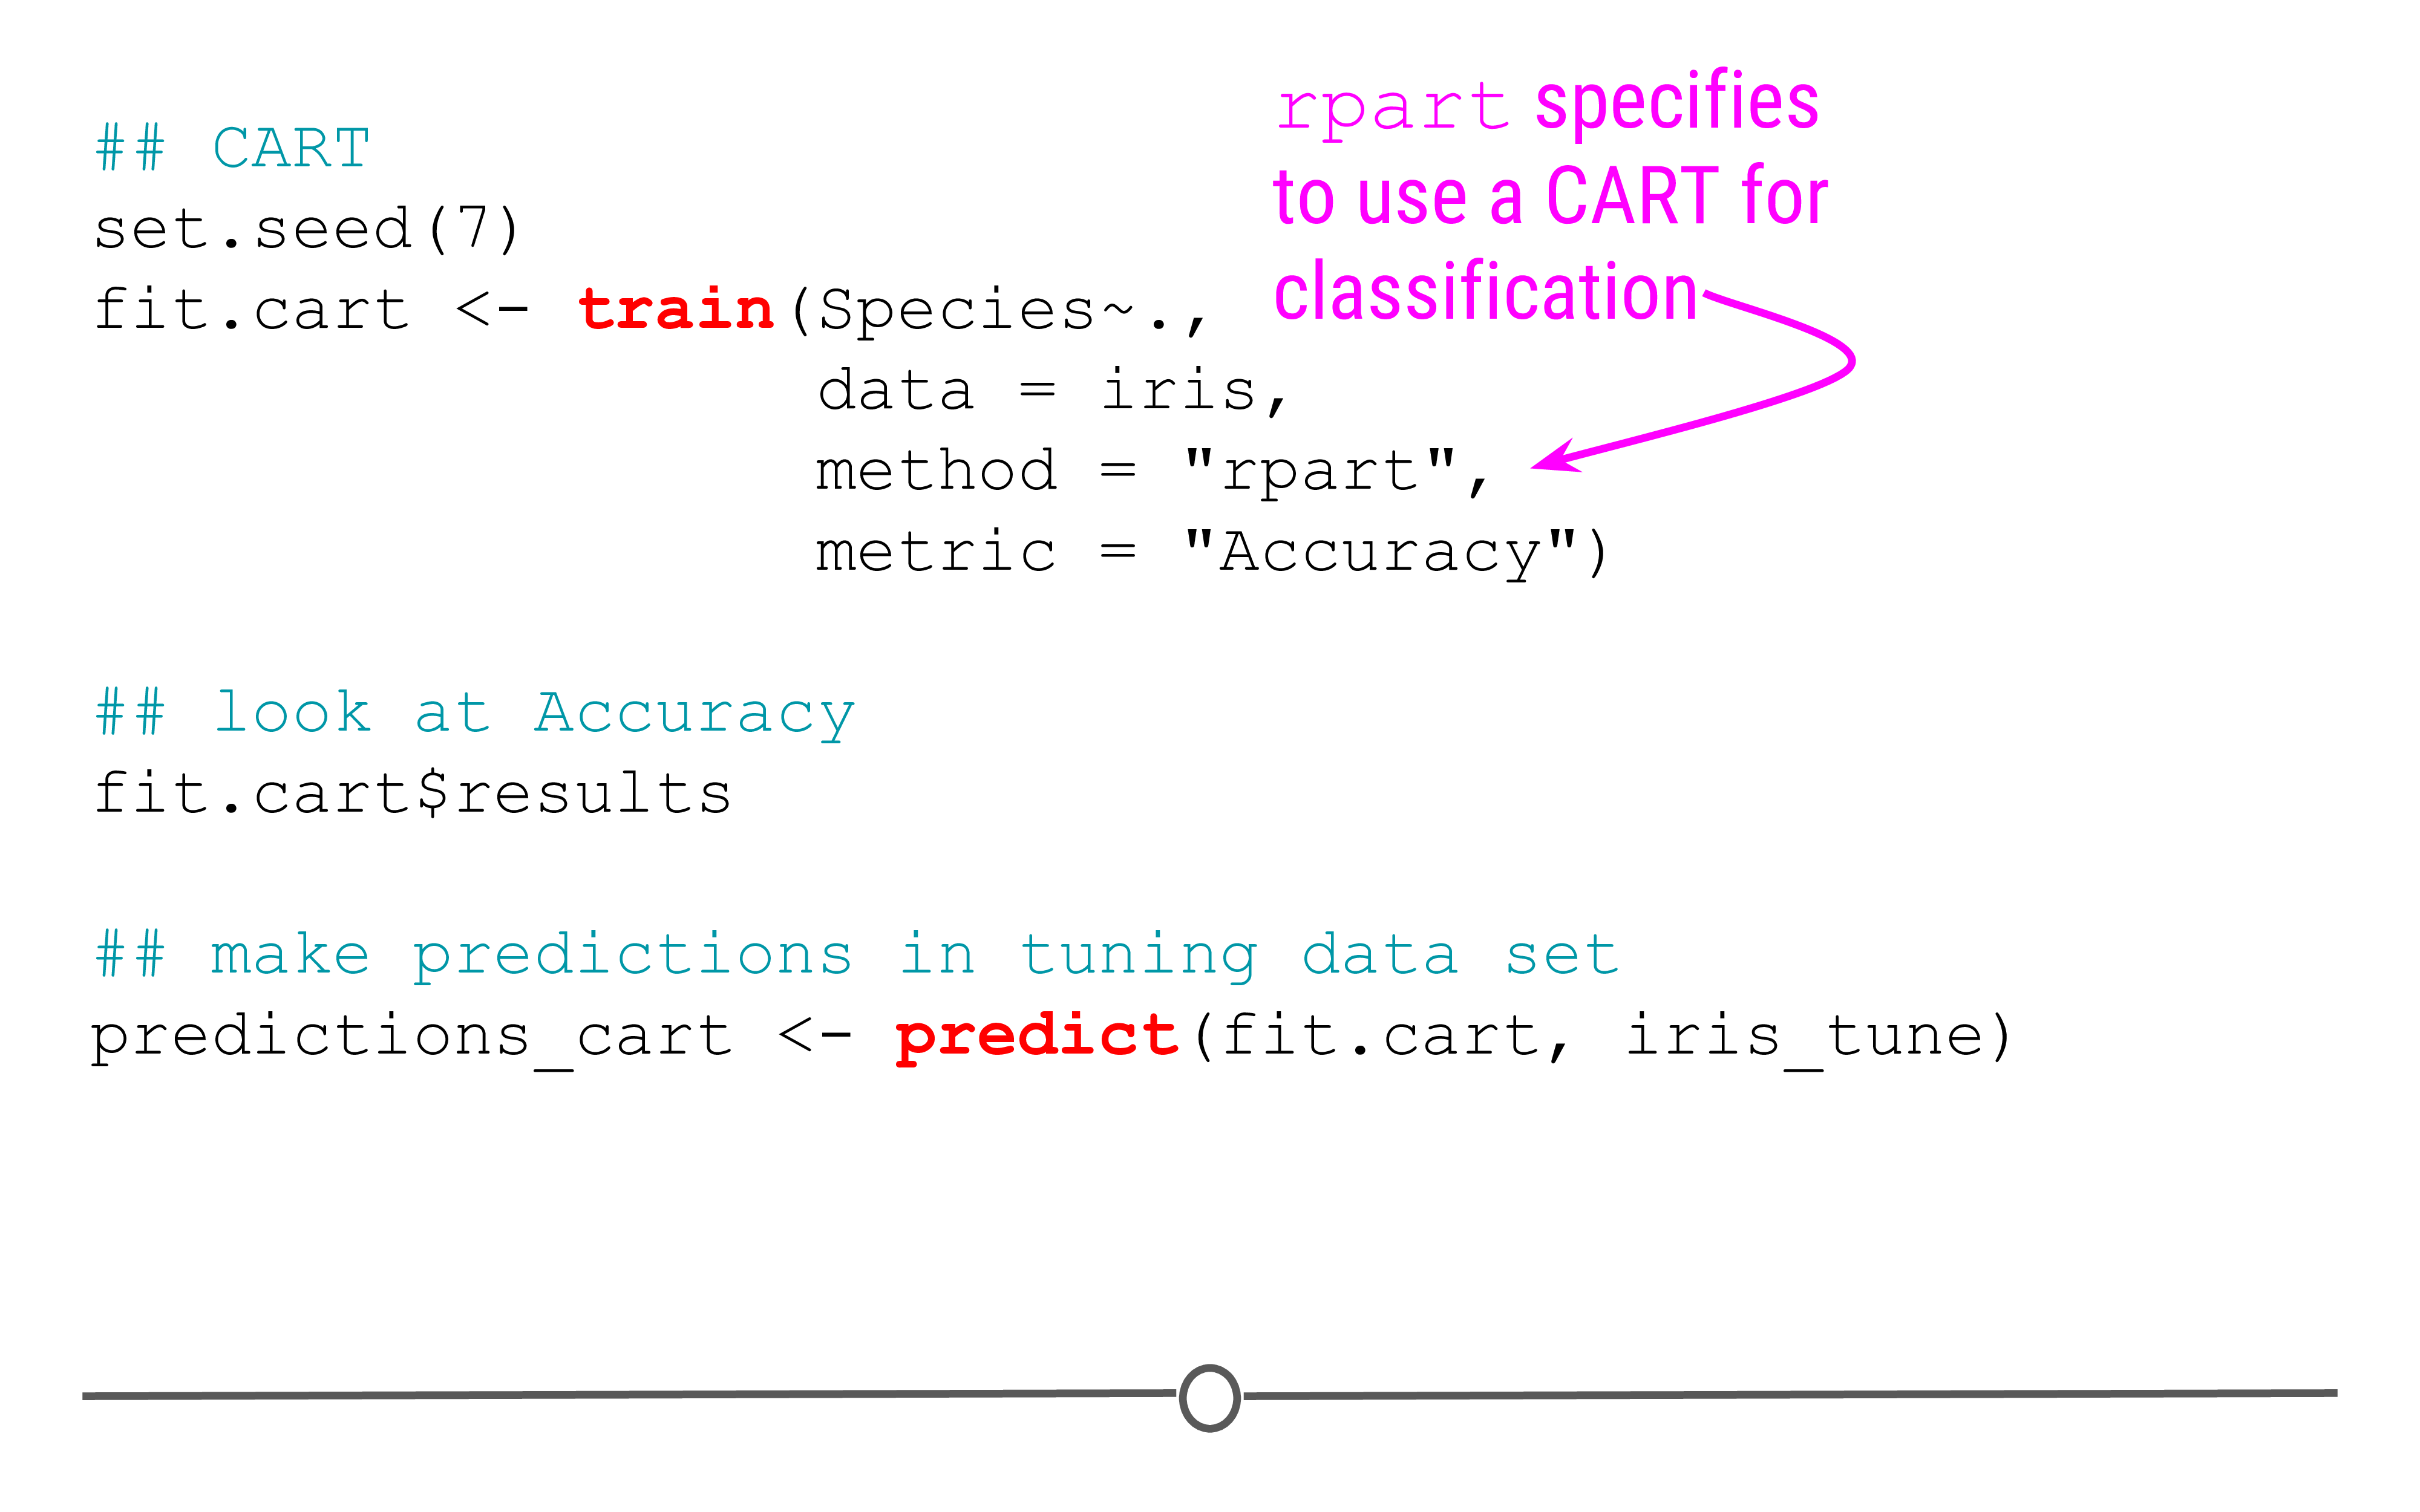 ## CART
set.seed(7)
fit.cart <- train(Species~.,
data = iris,
method = "rpart",
metric = "Accuracy")
rpart specifies
to use a CART for
classification
## look at Accuracy
fit.cart$results
## make predictions in tuning data set
predictions_cart <- predict(fit.cart, iris_tune)